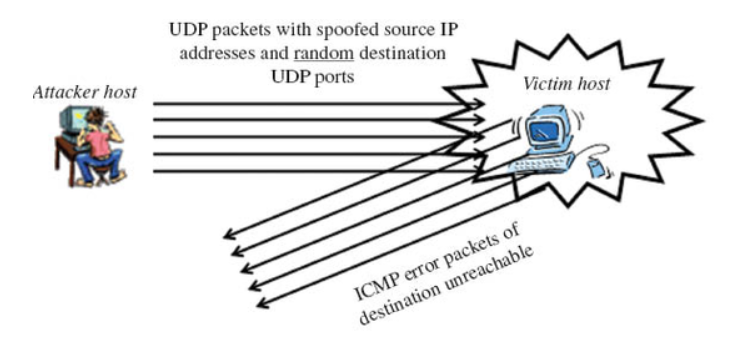 UDP packets with spoofed source IP
addresses and random destination
UDP ports
Attacker host
Victim host
ICMP error packets of
destination unreachable